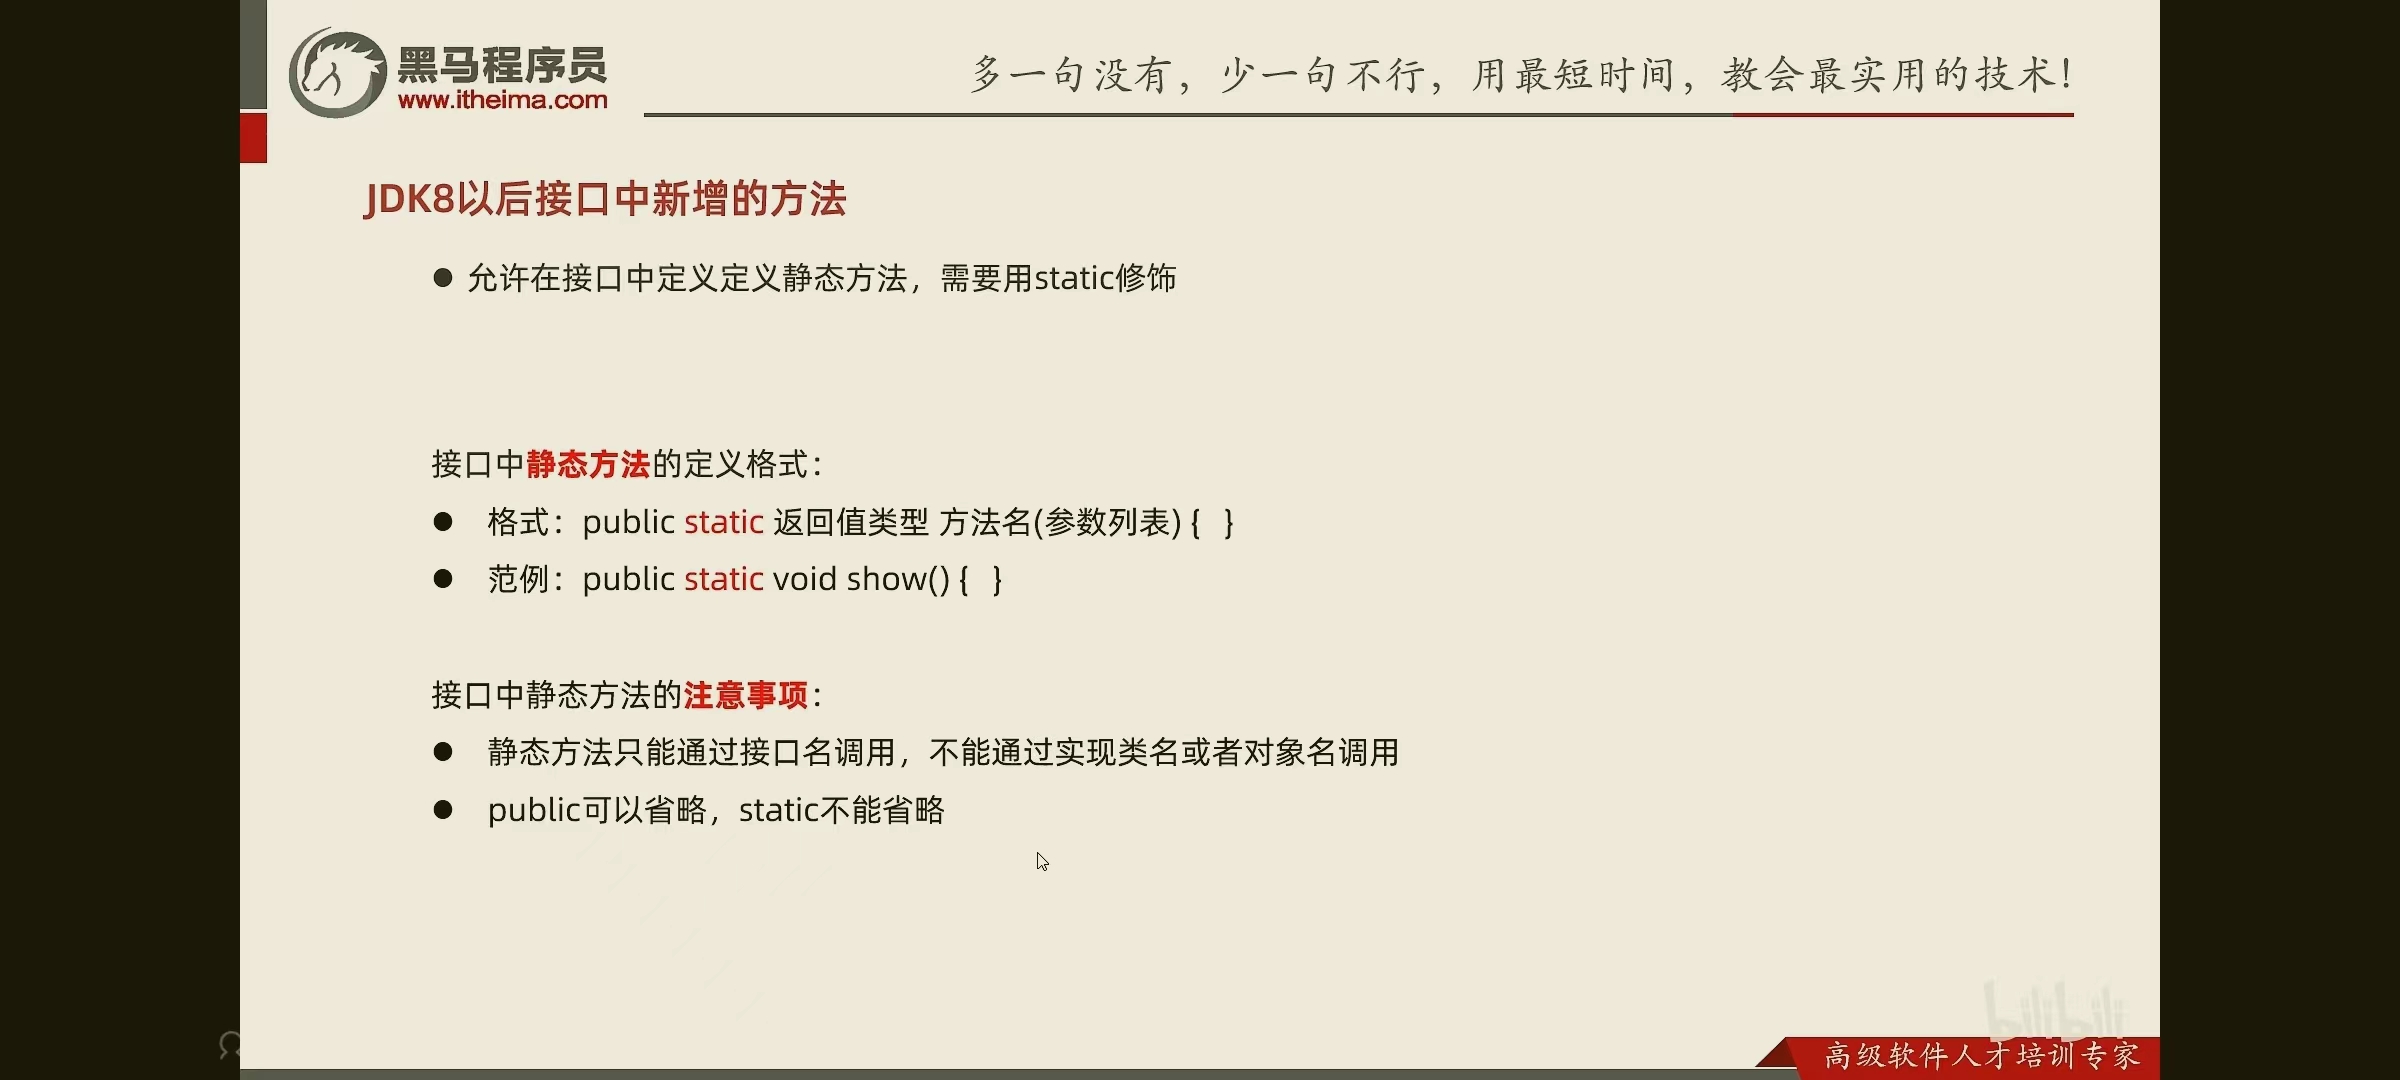 黑马程序员
www.itheima.com
多一句没有，少一句不行，用最短时间，教会最实用的技术！
JDK8以后接口中新增的方法
● 允许在接口中定义定义静态方法，需要用static修饰
接口中静态方法的定义格式：
● 格式：public static 返回值类型 方法名(参数列表) { }
● 范例：public static void show() { }
接口中静态方法的注意事项：
● 静态方法只能通过接口名调用，不能通过实现类名或者对象名调用
● public可以省略，static不能省略
bilibili
高级软件人才培训专家